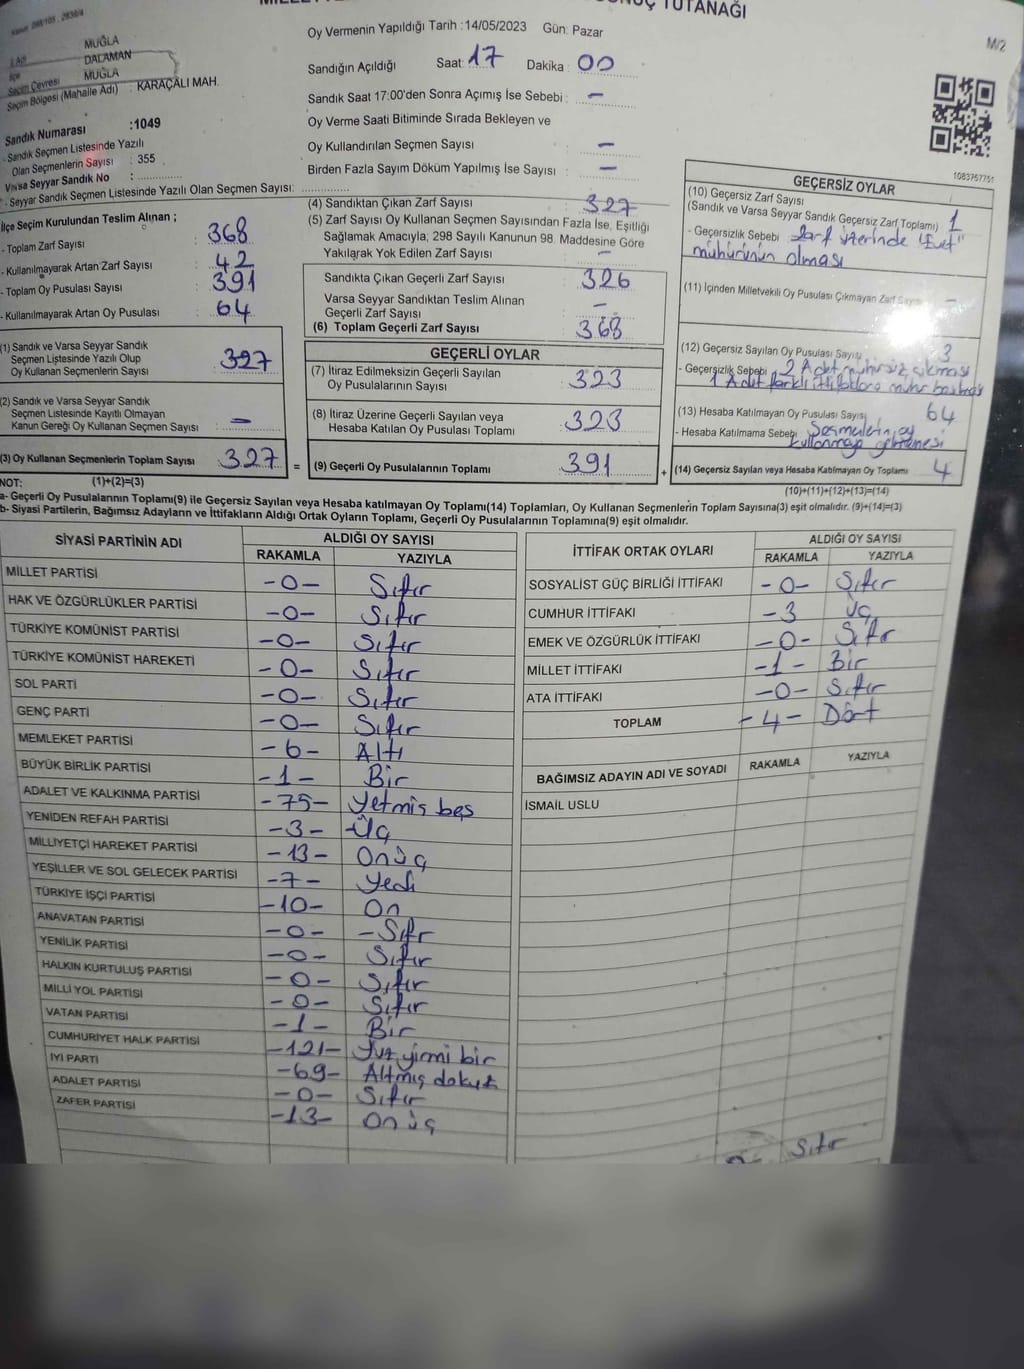 TUTANAĞI
Oy Vermenin Yapıldığı Tarih :14/05/2023 Gün: Pazar
M/2
MUĞLA
İlçe DALAMAN
Seçim Çevresi MUĞLA
Seçim Bölgesi (Mahalle Adı) : KARAÇALI MAH.
Sandığın Açıldığı Saat: 17 Dakika : 00
Sandık Saat 17:00'den Sonra Açımış İse Sebebi : –
Oy Verme Saati Bitiminde Sırada Bekleyen ve
Oy Kullandırılan Seçmen Sayısı –
Birden Fazla Sayım Döküm Yapılmış İse Sayısı : –
Sandık Numarası :1049
- Sandık Seçmen Listesinde Yazılı
Olan Seçmenlerin Sayısı : 355
Varsa Seyyar Sandık No :
- Seyyar Sandık Seçmen Listesinde Yazılı Olan Seçmen Sayısı:
1083757751
İlçe Seçim Kurulundan Teslim Alınan ;
- Toplam Zarf Sayısı : 368
- Kullanılmayarak Artan Zarf Sayısı : 42
- Toplam Oy Pusulası Sayısı : 391
- Kullanılmayarak Artan Oy Pusulası : 64
(1) Sandık ve Varsa Seyyar Sandık
Seçmen Listesinde Yazılı Olup
Oy Kullanan Seçmenlerin Sayısı : 327
(2) Sandık ve Varsa Seyyar Sandık
Seçmen Listesinde Kayıtlı Olmayan
Kanun Gereği Oy Kullanan Seçmen Sayısı : –
(3) Oy Kullanan Seçmenlerin Toplam Sayısı : 327
(1)+(2)=(3)
(4) Sandıktan Çıkan Zarf Sayısı : 327
(5) Zarf Sayısı Oy Kullanan Seçmen Sayısından Fazla İse, Eşitliği
Sağlamak Amacıyla, 298 Sayılı Kanunun 98. Maddesine Göre
Yakılarak Yok Edilen Zarf Sayısı : –
Sandıkta Çıkan Geçerli Zarf Sayısı : 326
Varsa Seyyar Sandıktan Teslim Alınan
Geçerli Zarf Sayısı : –
(6) Toplam Geçerli Zarf Sayısı : 368
GEÇERLİ OYLAR
(7) İtiraz Edilmeksizin Geçerli Sayılan
Oy Pusulalarının Sayısı : 323
(8) İtiraz Üzerine Geçerli Sayılan veya
Hesaba Katılan Oy Pusulası Toplamı : 323
= (9) Geçerli Oy Pusulalarının Toplamı 391 +
GEÇERSİZ OYLAR
(10) Geçersiz Zarf Sayısı
(Sandık ve Varsa Seyyar Sandık Geçersiz Zarf Toplamı) 1
- Geçersizlik Sebebi : Zarf üzerinde "Evet"
mühürünün olması
(11) İçinden Milletvekili Oy Pusulası Çıkmayan Zarf Sayısı –
(12) Geçersiz Sayılan Oy Pusulası Sayısı 3
- Geçersizlik Sebebi : 2 Adet mühürsüz çıkması
1 Adet farklı ittifaklara mühür
(13) Hesaba Katılmayan Oy Pusulası Sayısı 64
- Hesaba Katılmama Sebebi Seçmenlerin oy
kullanmaya gelmemesi
(14) Geçersiz Sayılan veya Hesaba Katılmayan Oy Toplamı 4
(10)+(11)+(12)+(13)=(14)
NOT:
a- Geçerli Oy Pusulalarının Toplamı(9) ile Geçersiz Sayılan veya Hesaba katılmayan Oy Toplamı(14) Toplamları, Oy Kullanan Seçmenlerin Toplam Sayısına(3) eşit olmalıdır. (9)+(14)=(3)
b- Siyasi Partilerin, Bağımsız Adayların ve İttifakların Aldığı Ortak Oyların Toplamı, Geçerli Oy Pusulalarının Toplamına(9) eşit olmalıdır.
SİYASİ PARTİNİN ADI ALDIĞI OY SAYISI
RAKAMLA YAZIYLA
MİLLET PARTİSİ -0- Sıfır
HAK VE ÖZGÜRLÜKLER PARTİSİ -0- Sıfır
TÜRKİYE KOMÜNİST PARTİSİ -0- Sıfır
TÜRKİYE KOMÜNİST HAREKETİ -0- Sıfır
SOL PARTİ -0- Sıfır
GENÇ PARTİ -0- Sıfır
MEMLEKET PARTİSİ -6- Altı
BÜYÜK BİRLİK PARTİSİ -1- Bir
ADALET VE KALKINMA PARTİSİ -75- Yetmiş beş
YENİDEN REFAH PARTİSİ -3- Üç
MİLLİYETÇİ HAREKET PARTİSİ -13- Onüç
YEŞİLLER VE SOL GELECEK PARTİSİ -7- Yedi
TÜRKİYE İŞÇİ PARTİSİ -10- On
ANAVATAN PARTİSİ -0- -Sıfır
YENİLİK PARTİSİ -0- Sıfır
HALKIN KURTULUŞ PARTİSİ -0- Sıfır
MİLLİ YOL PARTİSİ -0- Sıfır
VATAN PARTİSİ -1- Bir
CUMHURİYET HALK PARTİSİ -121- Yüz yirmi bir
İYİ PARTİ -69- Altmış dokuz
ADALET PARTİSİ -0- Sıfır
ZAFER PARTİSİ -13- Onüç
İTTİFAK ORTAK OYLARI ALDIĞI OY SAYISI
RAKAMLA YAZIYLA
SOSYALİST GÜÇ BİRLİĞİ İTTİFAKI -0- Sıfır
CUMHUR İTTİFAKI -3 Üç
EMEK VE ÖZGÜRLÜK İTTİFAKI -0- Sıfır
MİLLET İTTİFAKI -1- Bir
ATA İTTİFAKI -0- Sıfır
TOPLAM -4- Dört
BAĞIMSIZ ADAYIN ADI VE SOYADI RAKAMLA YAZIYLA
İSMAİL USLU
Sıfır